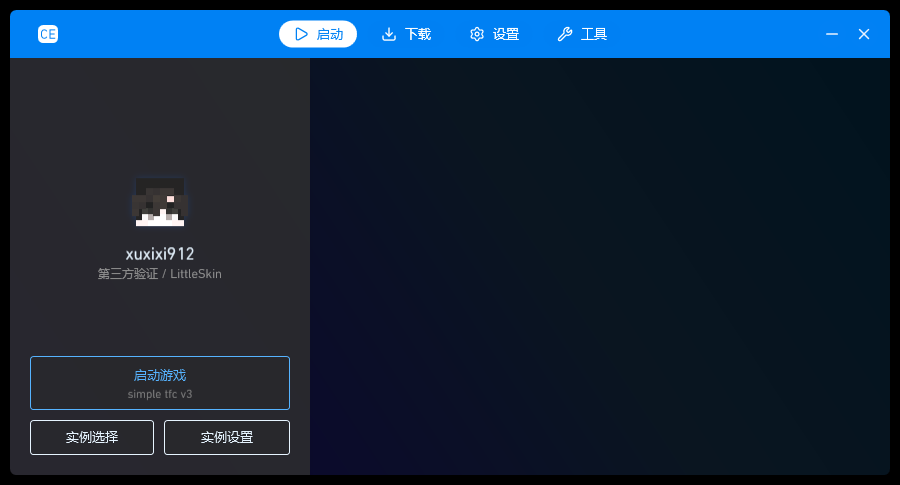 CE
启动
下载
设置
工具
xuxixi912
第三方验证 / LittleSkin
启动游戏
simple tfc v3
实例选择
实例设置